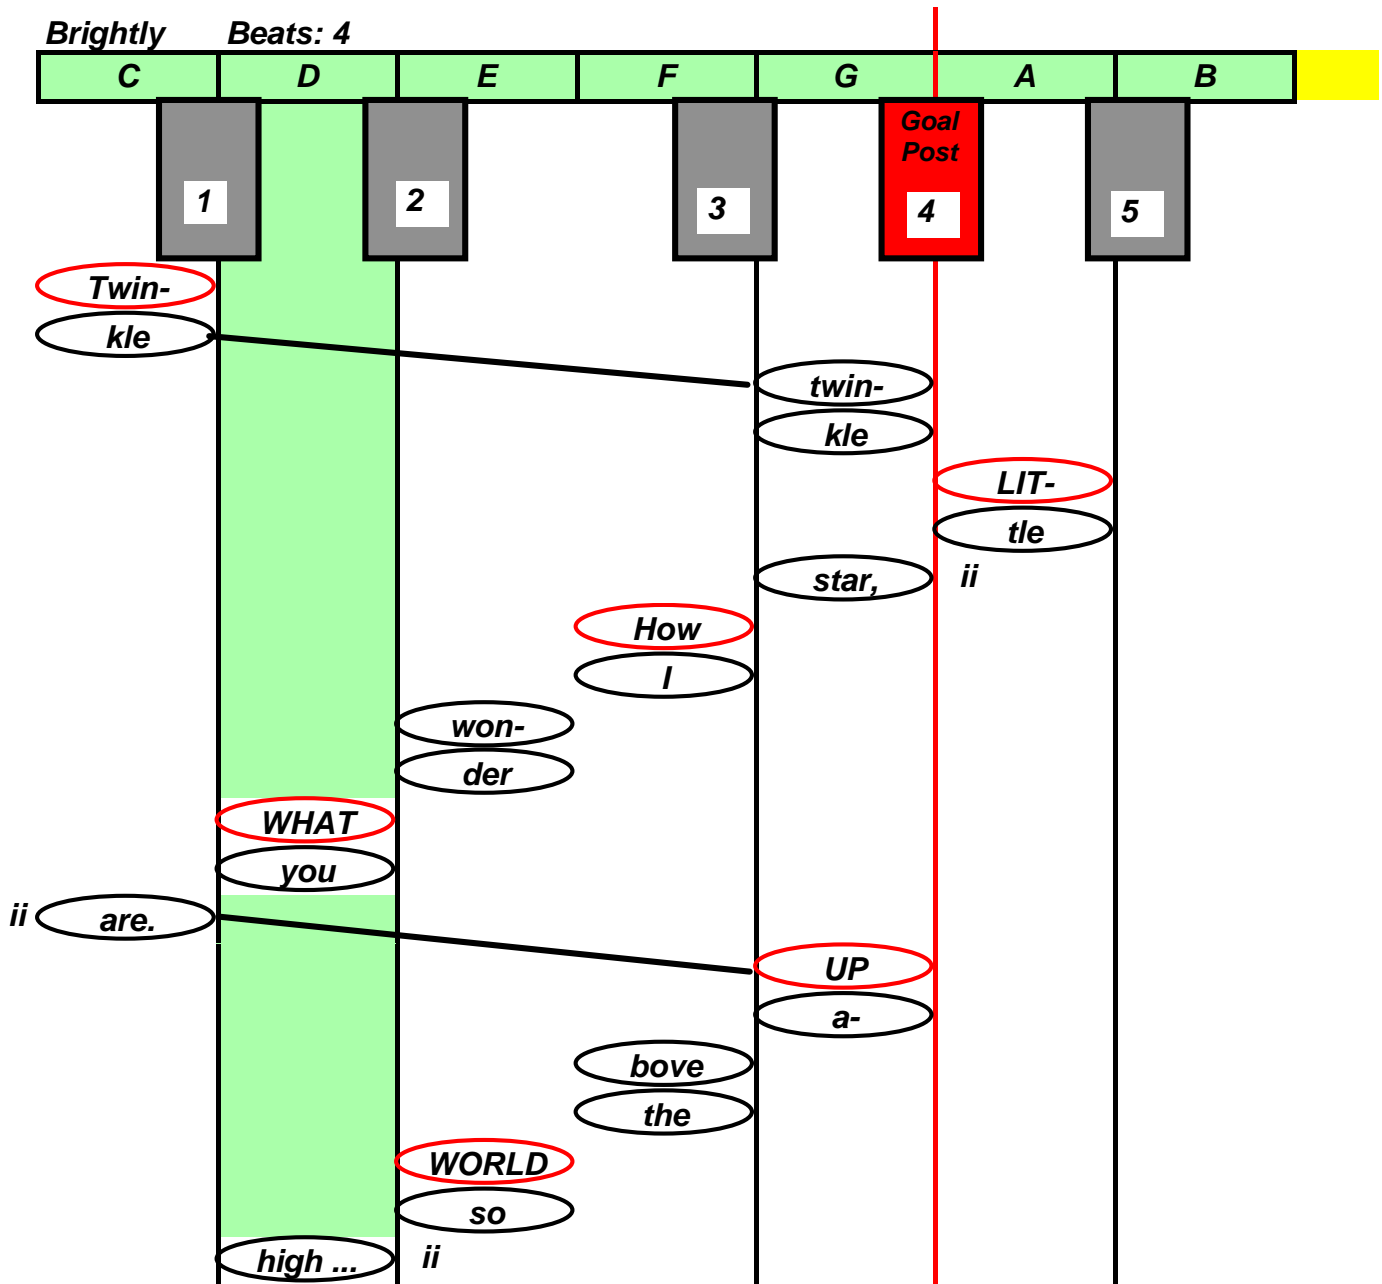 Brightly Beats: 4
C D E F G A B
Goal
Post
1 2 3 4 5
Twin-
kle
twin-
kle
LIT-
tle
star, ii
How
I
won-
der
WHAT
you
ii are.
UP
a-
bove
the
WORLD
so
high ... ii